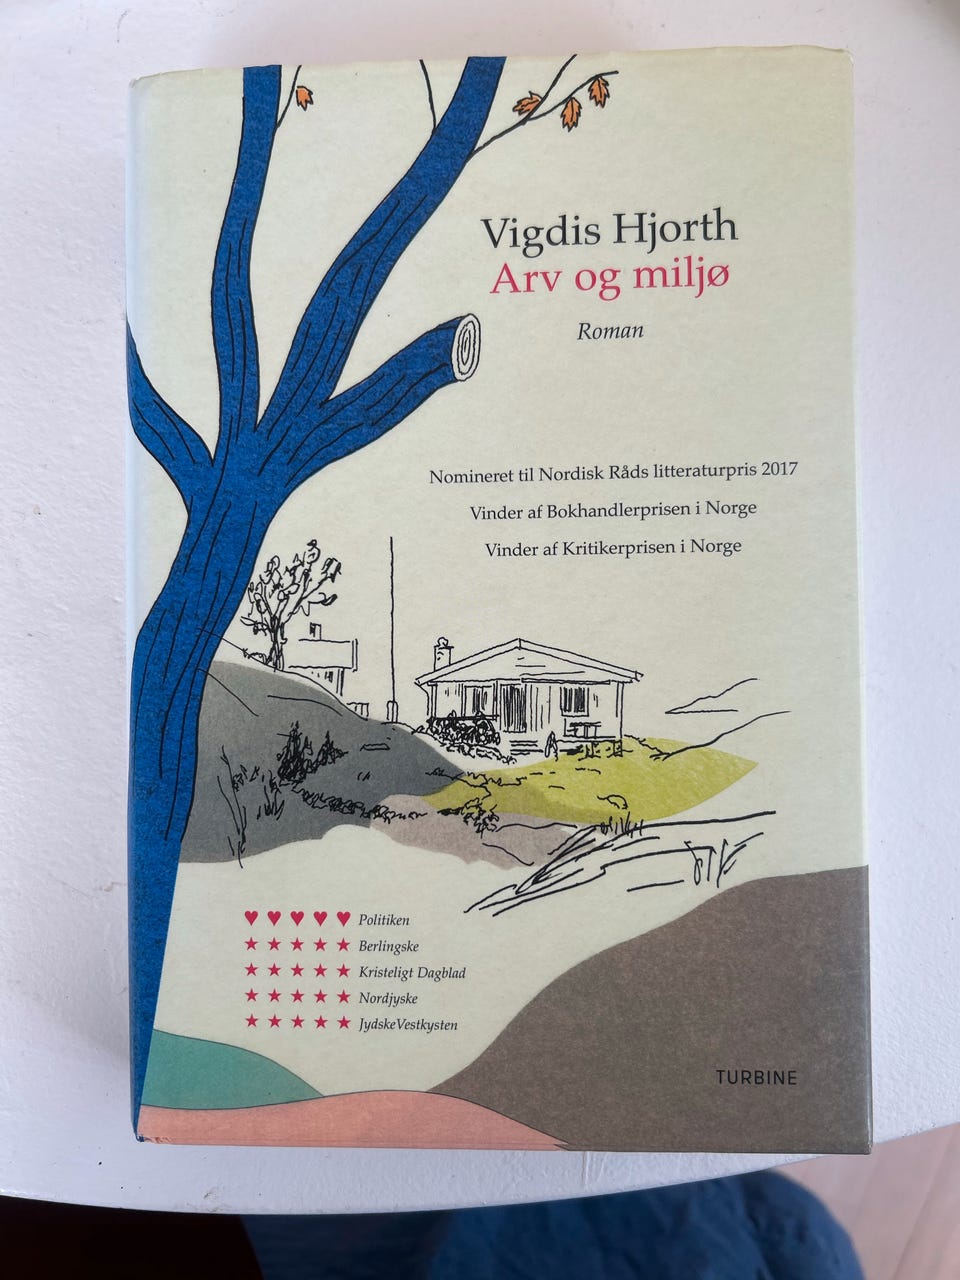 Vigdis Hjorth
Arv og miljø
Roman
Nomineret til Nordisk Råds litteraturpris 2017
Vinder af Bokhandlerprisen i Norge
Vinder af Kritikerprisen i Norge
♥ ♥ ♥ ♥ ♥ Politiken
★ ★ ★ ★ ★ Berlingske
★ ★ ★ ★ ★ Kristeligt Dagblad
★ ★ ★ ★ ★ Nordjyske
★ ★ ★ ★ ★ JydskeVestkysten
TURBINE